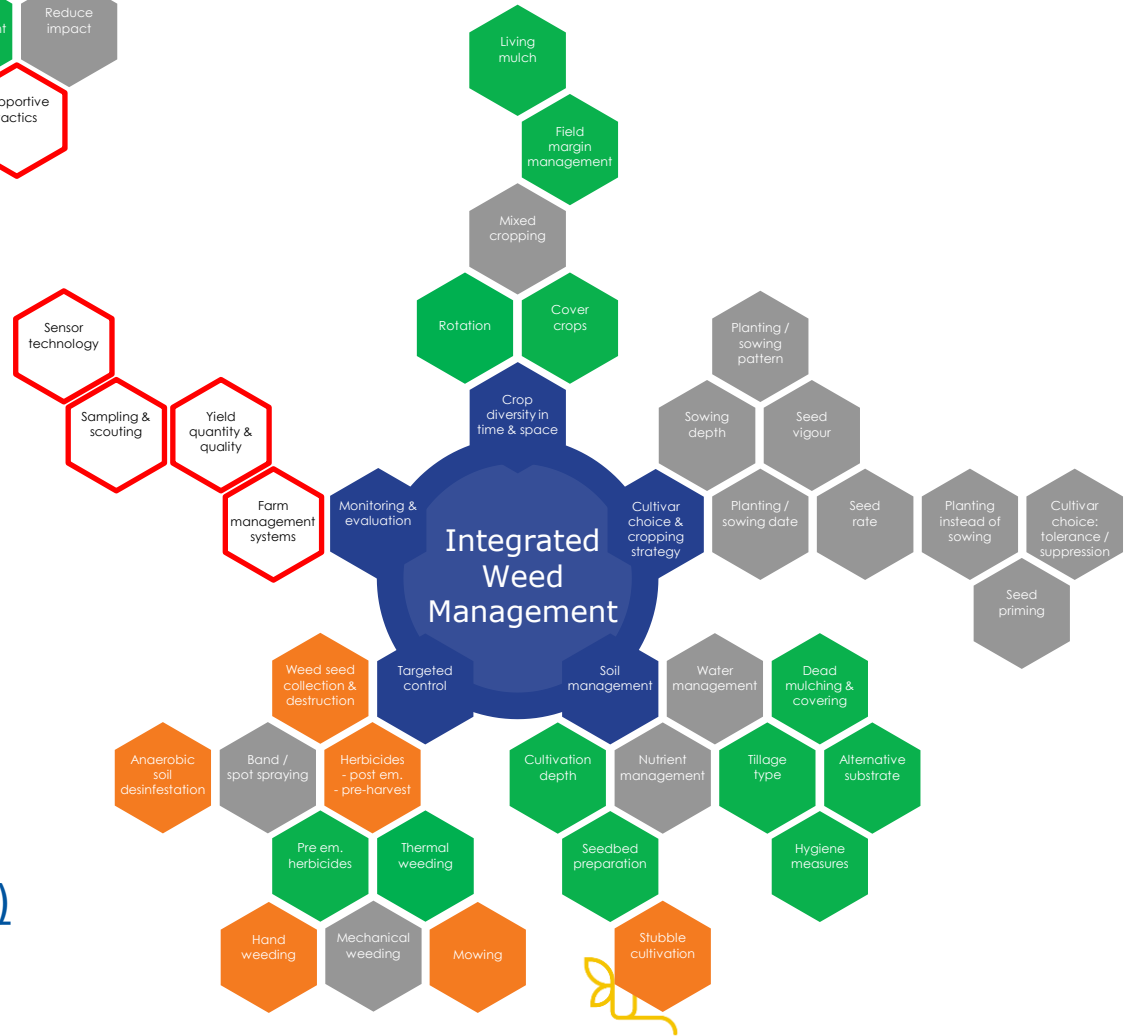 Reduce
impact
tactics
Living
mulch
Field
margin
management
Mixed
cropping
Rotation
Cover
crops
Crop
diversity in
time & space
Sensor
technology
Sampling &
scouting
Yield
quantity &
quality
Farm
management
systems
Monitoring &
evaluation
Integrated
Weed
Management
Cultivar
choice &
cropping
strategy
Planting /
sowing
pattern
Sowing
depth
Seed
vigour
Planting /
sowing date
Seed
rate
Planting
instead of
sowing
Cultivar
choice:
tolerance /
suppression
Seed
priming
Weed seed
collection &
destruction
Targeted
control
Anaerobic
soil
desinfestation
Band /
spot spraying
Herbicides
- post em.
- pre-harvest
Pre em.
herbicides
Thermal
weeding
Hand
weeding
Mechanical
weeding
Mowing
Soil
management
Water
management
Dead
mulching &
covering
Cultivation
depth
Nutrient
management
Tillage
type
Alternative
substrate
Seedbed
preparation
Hygiene
measures
Stubble
cultivation